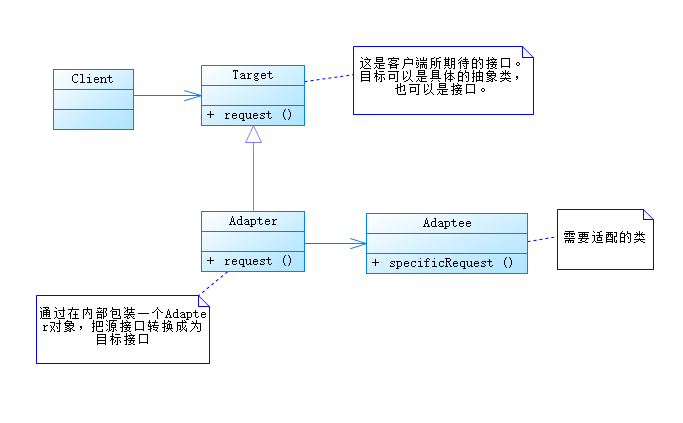 Client
Target
+ request ()
这是客户端所期待的接口。
目标可以是具体的抽象类，
也可以是接口。
Adapter
+ request ()
Adaptee
+ specificRequest ()
需要适配的类
通过在内部包装一个Adapte
r对象，把源接口转换成为
目标接口